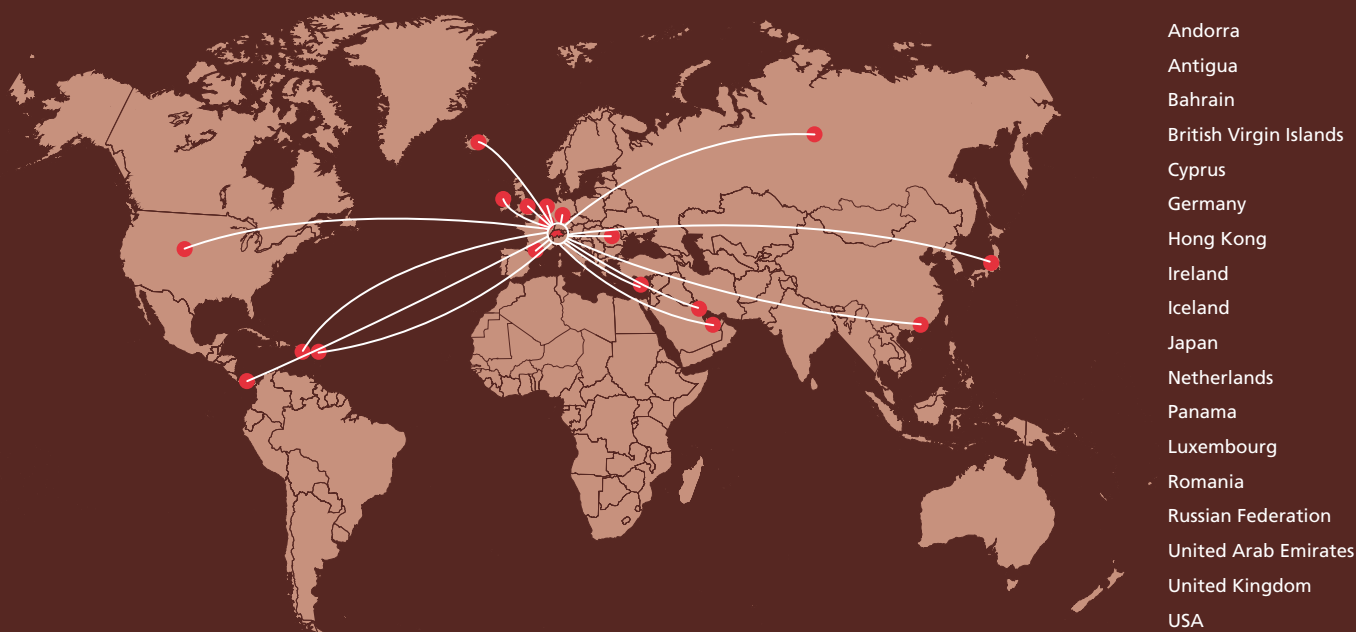 Andorra
Antigua
Bahrain
British Virgin Islands
Cyprus
Germany
Hong Kong
Ireland
Iceland
Japan
Netherlands
Panama
Luxembourg
Romania
Russian Federation
United Arab Emirates
United Kingdom
USA